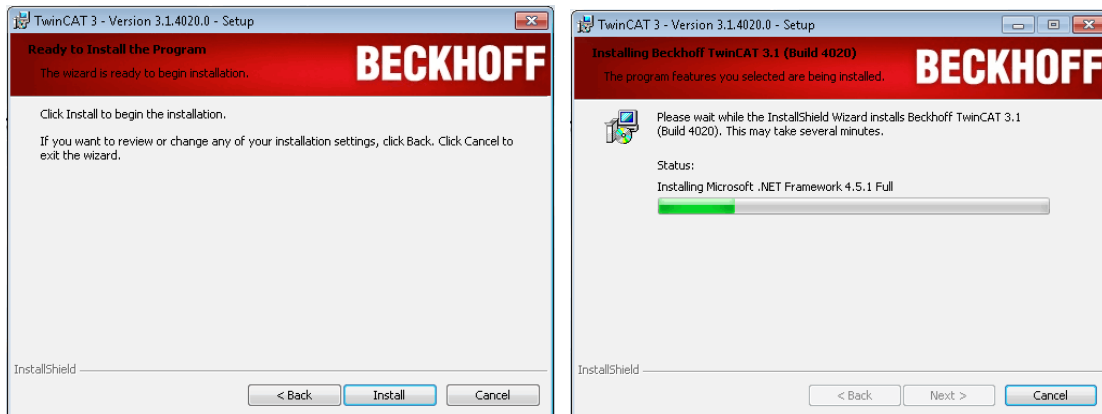 TwinCAT 3 - Version 3.1.4020.0 - Setup
Ready to Install the Program
The wizard is ready to begin installation.
BECKHOFF
Click Install to begin the installation.
If you want to review or change any of your installation settings, click Back. Click Cancel to
exit the wizard.
InstallShield
< Back
Install
Cancel
TwinCAT 3 - Version 3.1.4020.0 - Setup
Installing Beckhoff TwinCAT 3.1 (Build 4020)
The program features you selected are being installed.
BECKHOFF
Please wait while the InstallShield Wizard installs Beckhoff TwinCAT 3.1
(Build 4020). This may take several minutes.
Status:
Installing Microsoft .NET Framework 4.5.1 Full
InstallShield
< Back
Next >
Cancel